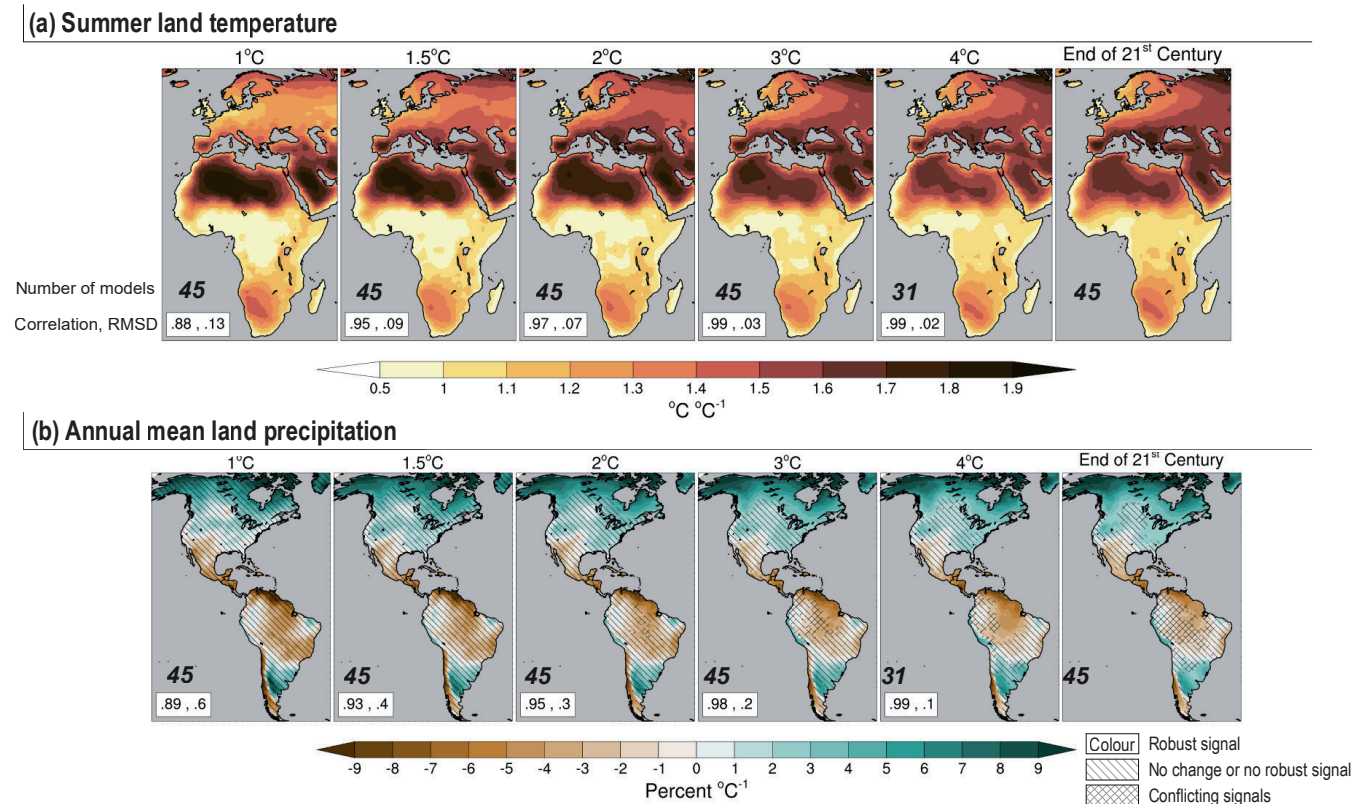 (a) Summer land temperature
1°C 1.5°C 2°C 3°C 4°C End of 21st Century
Number of models 45 45 45 45 31 45
Correlation, RMSD .88 , .13 .95 , .09 .97 , .07 .99 , .03 .99 , .02
0.5 1 1.1 1.2 1.3 1.4 1.5 1.6 1.7 1.8 1.9
°C °C-1
(b) Annual mean land precipitation
1°C 1.5°C 2°C 3°C 4°C End of 21st Century
45 45 45 45 31 45
.89 , .6 .93 , .4 .95 , .3 .98 , .2 .99 , .1
-9 -8 -7 -6 -5 -4 -3 -2 -1 0 1 2 3 4 5 6 7 8 9
Percent °C-1
Colour Robust signal
No change or no robust signal
Conflicting signals